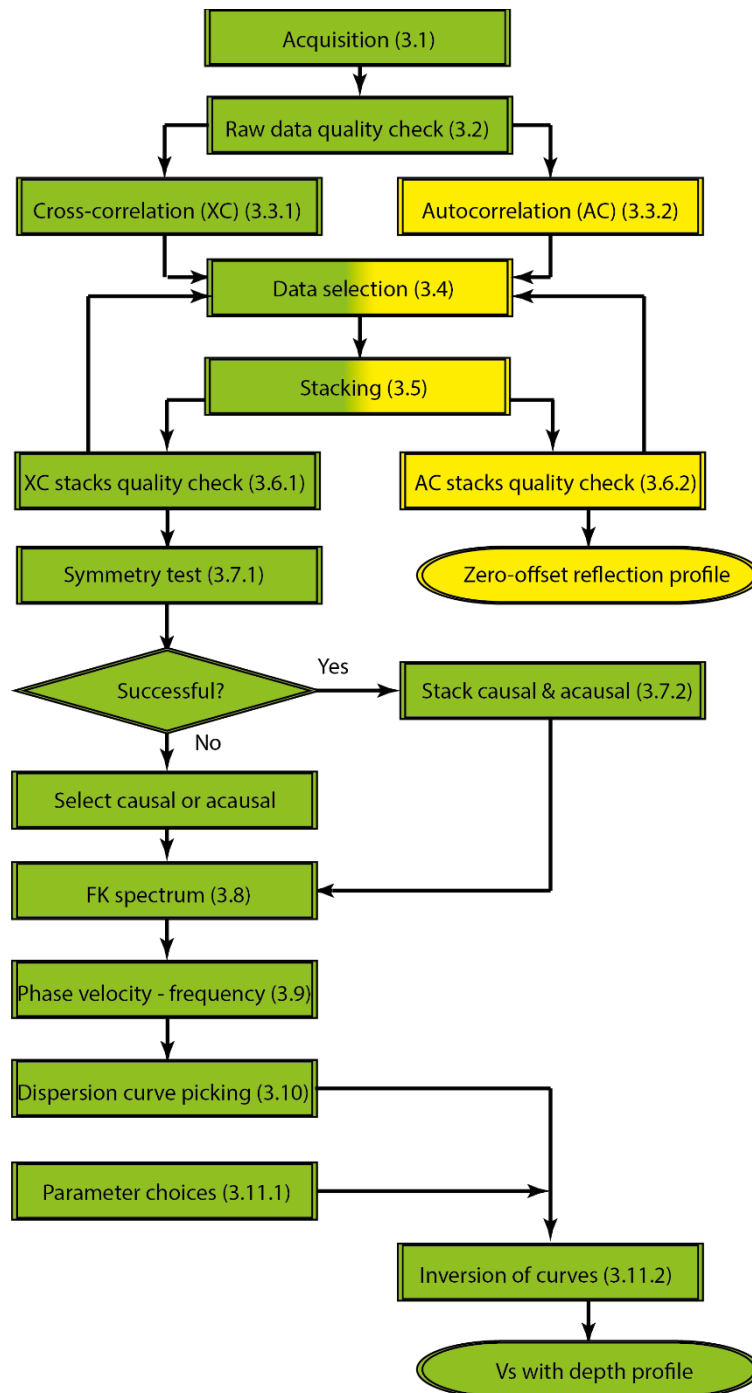 Acquisition (3.1)
Raw data quality check (3.2)
Cross-correlation (XC) (3.3.1)
Autocorrelation (AC) (3.3.2)
Data selection (3.4)
Stacking (3.5)
XC stacks quality check (3.6.1)
AC stacks quality check (3.6.2)
Symmetry test (3.7.1)
Zero-offset reflection profile
Successful?
Yes
Stack causal & acausal (3.7.2)
No
Select causal or acausal
FK spectrum (3.8)
Phase velocity - frequency (3.9)
Dispersion curve picking (3.10)
Parameter choices (3.11.1)
Inversion of curves (3.11.2)
Vs with depth profile